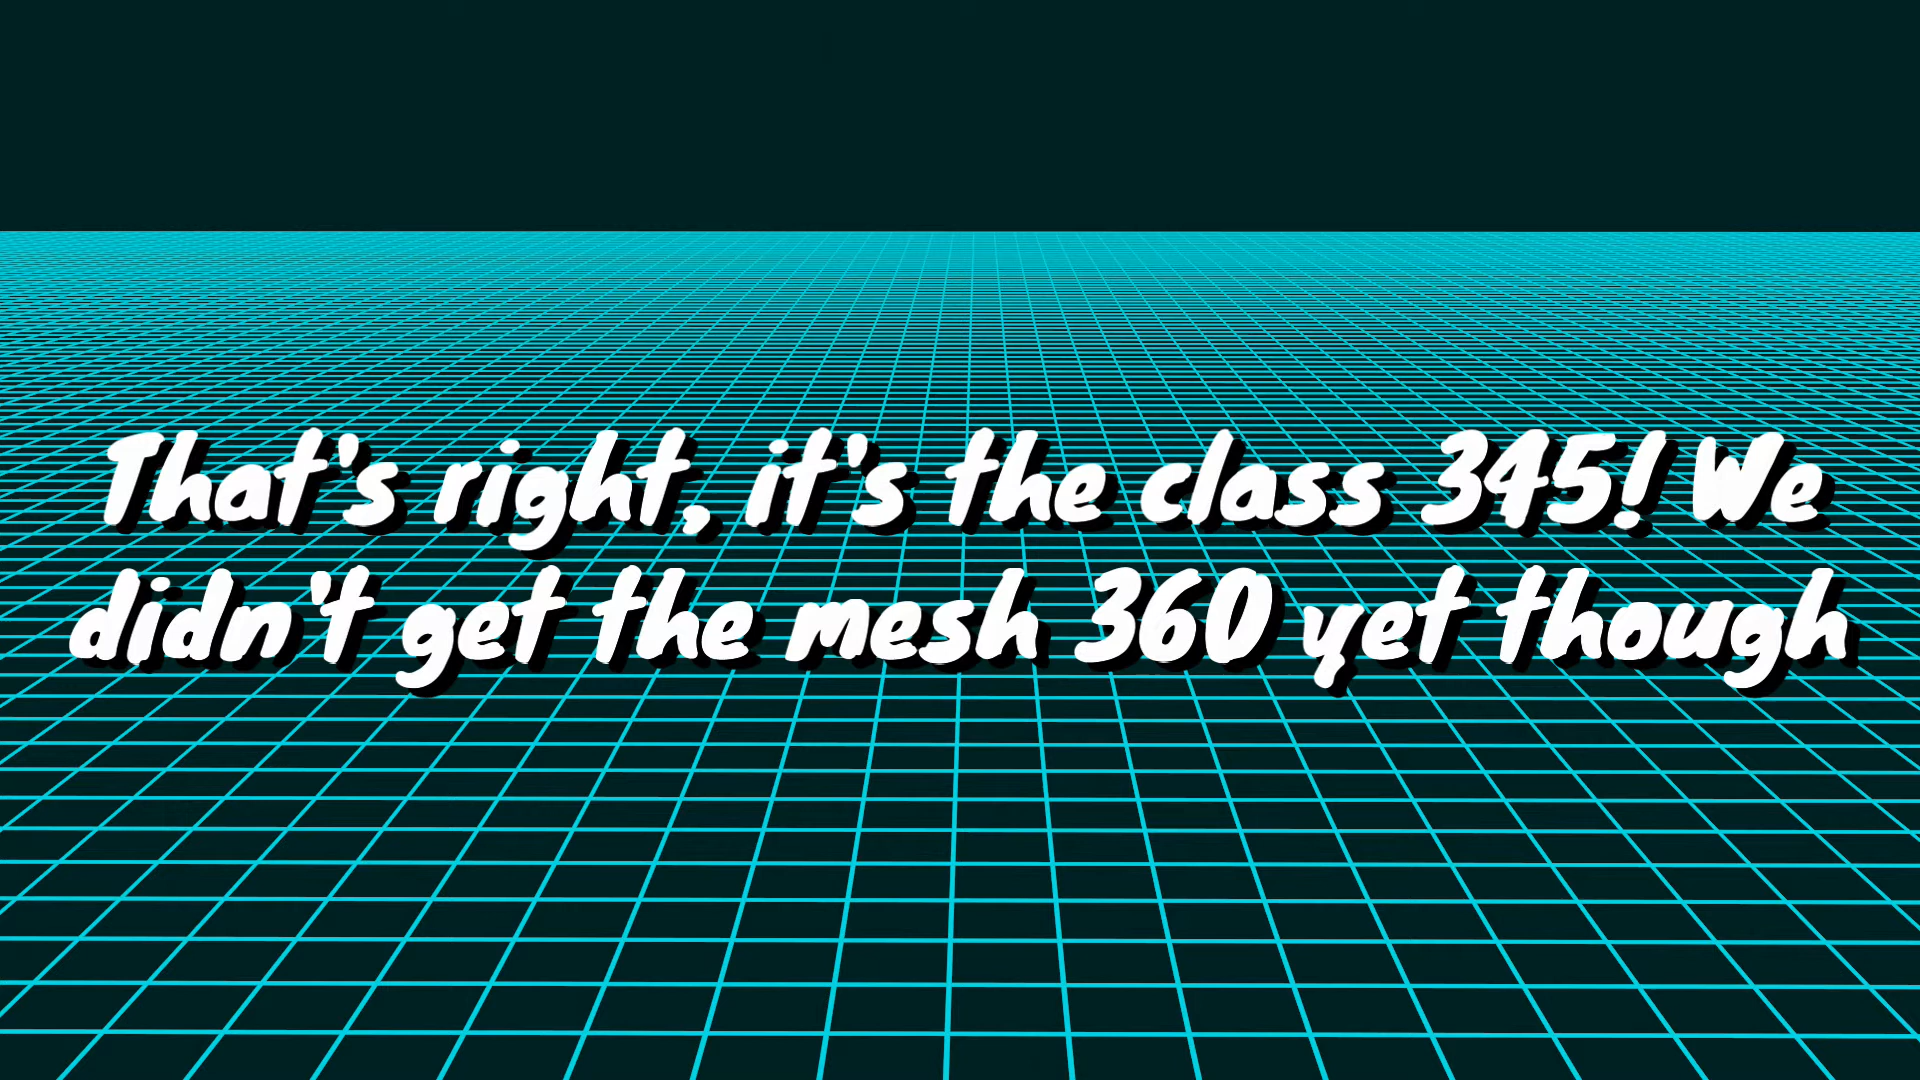 That's right, it's the class 345! We
didn't get the mesh 360 yet though